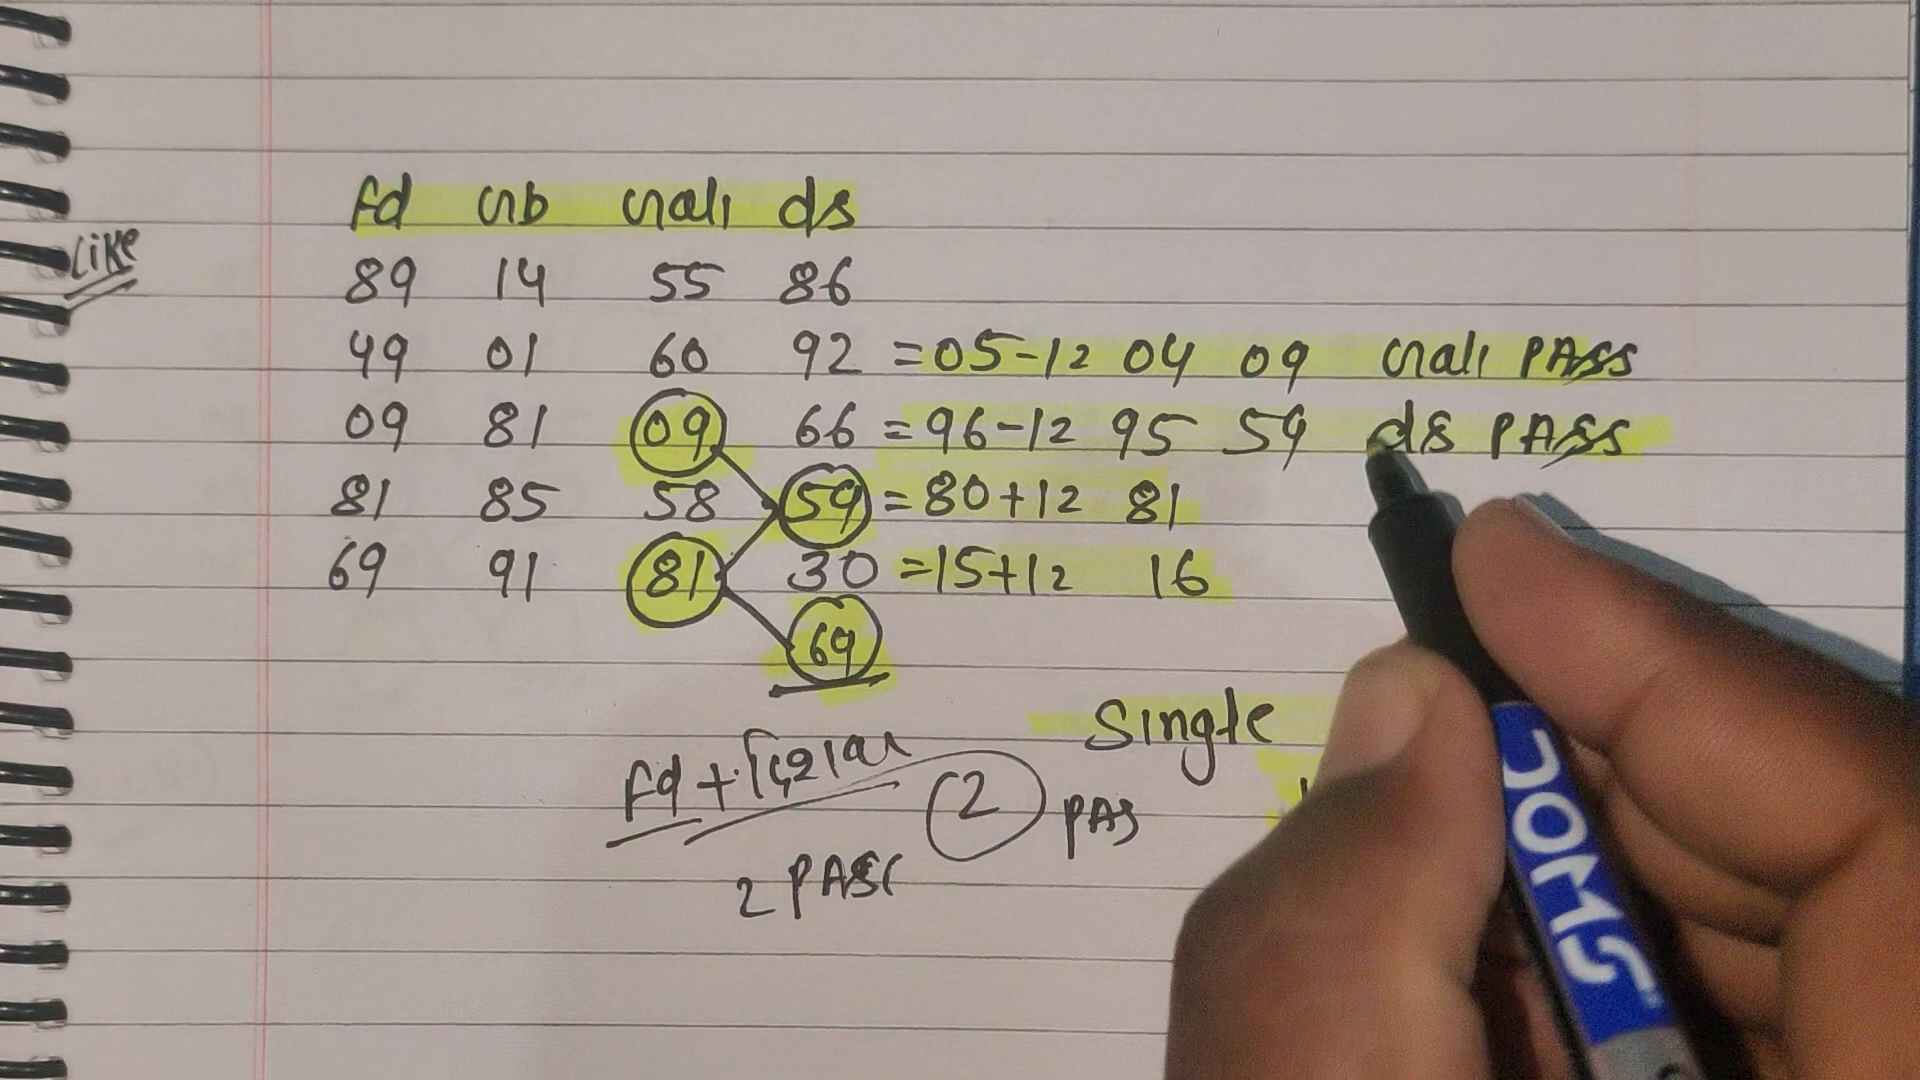 Like
fd GB Gali ds
89 14 55 86
49 01 60 92 =05-12 04 09 Gali PASS
09 81 09 66 =96-12 95 59 ds PASS
81 85 58 59 =80+12 81
69 91 81 30 =15+12 16
69
Single
fd +
2 PAS
2 PASS
DOMS